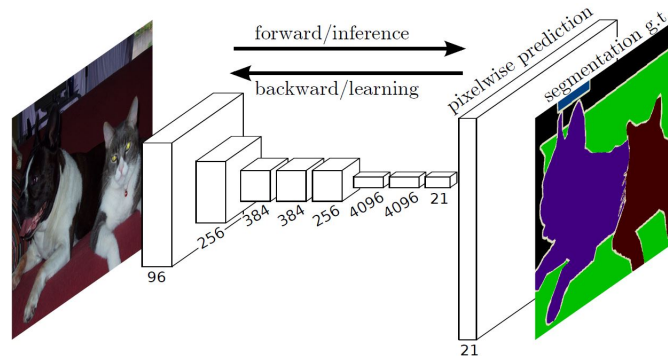 forward/inference
backward/learning
pixelwise prediction
segmentation g.t.
96
256
384
384
256
4096
4096
21
21